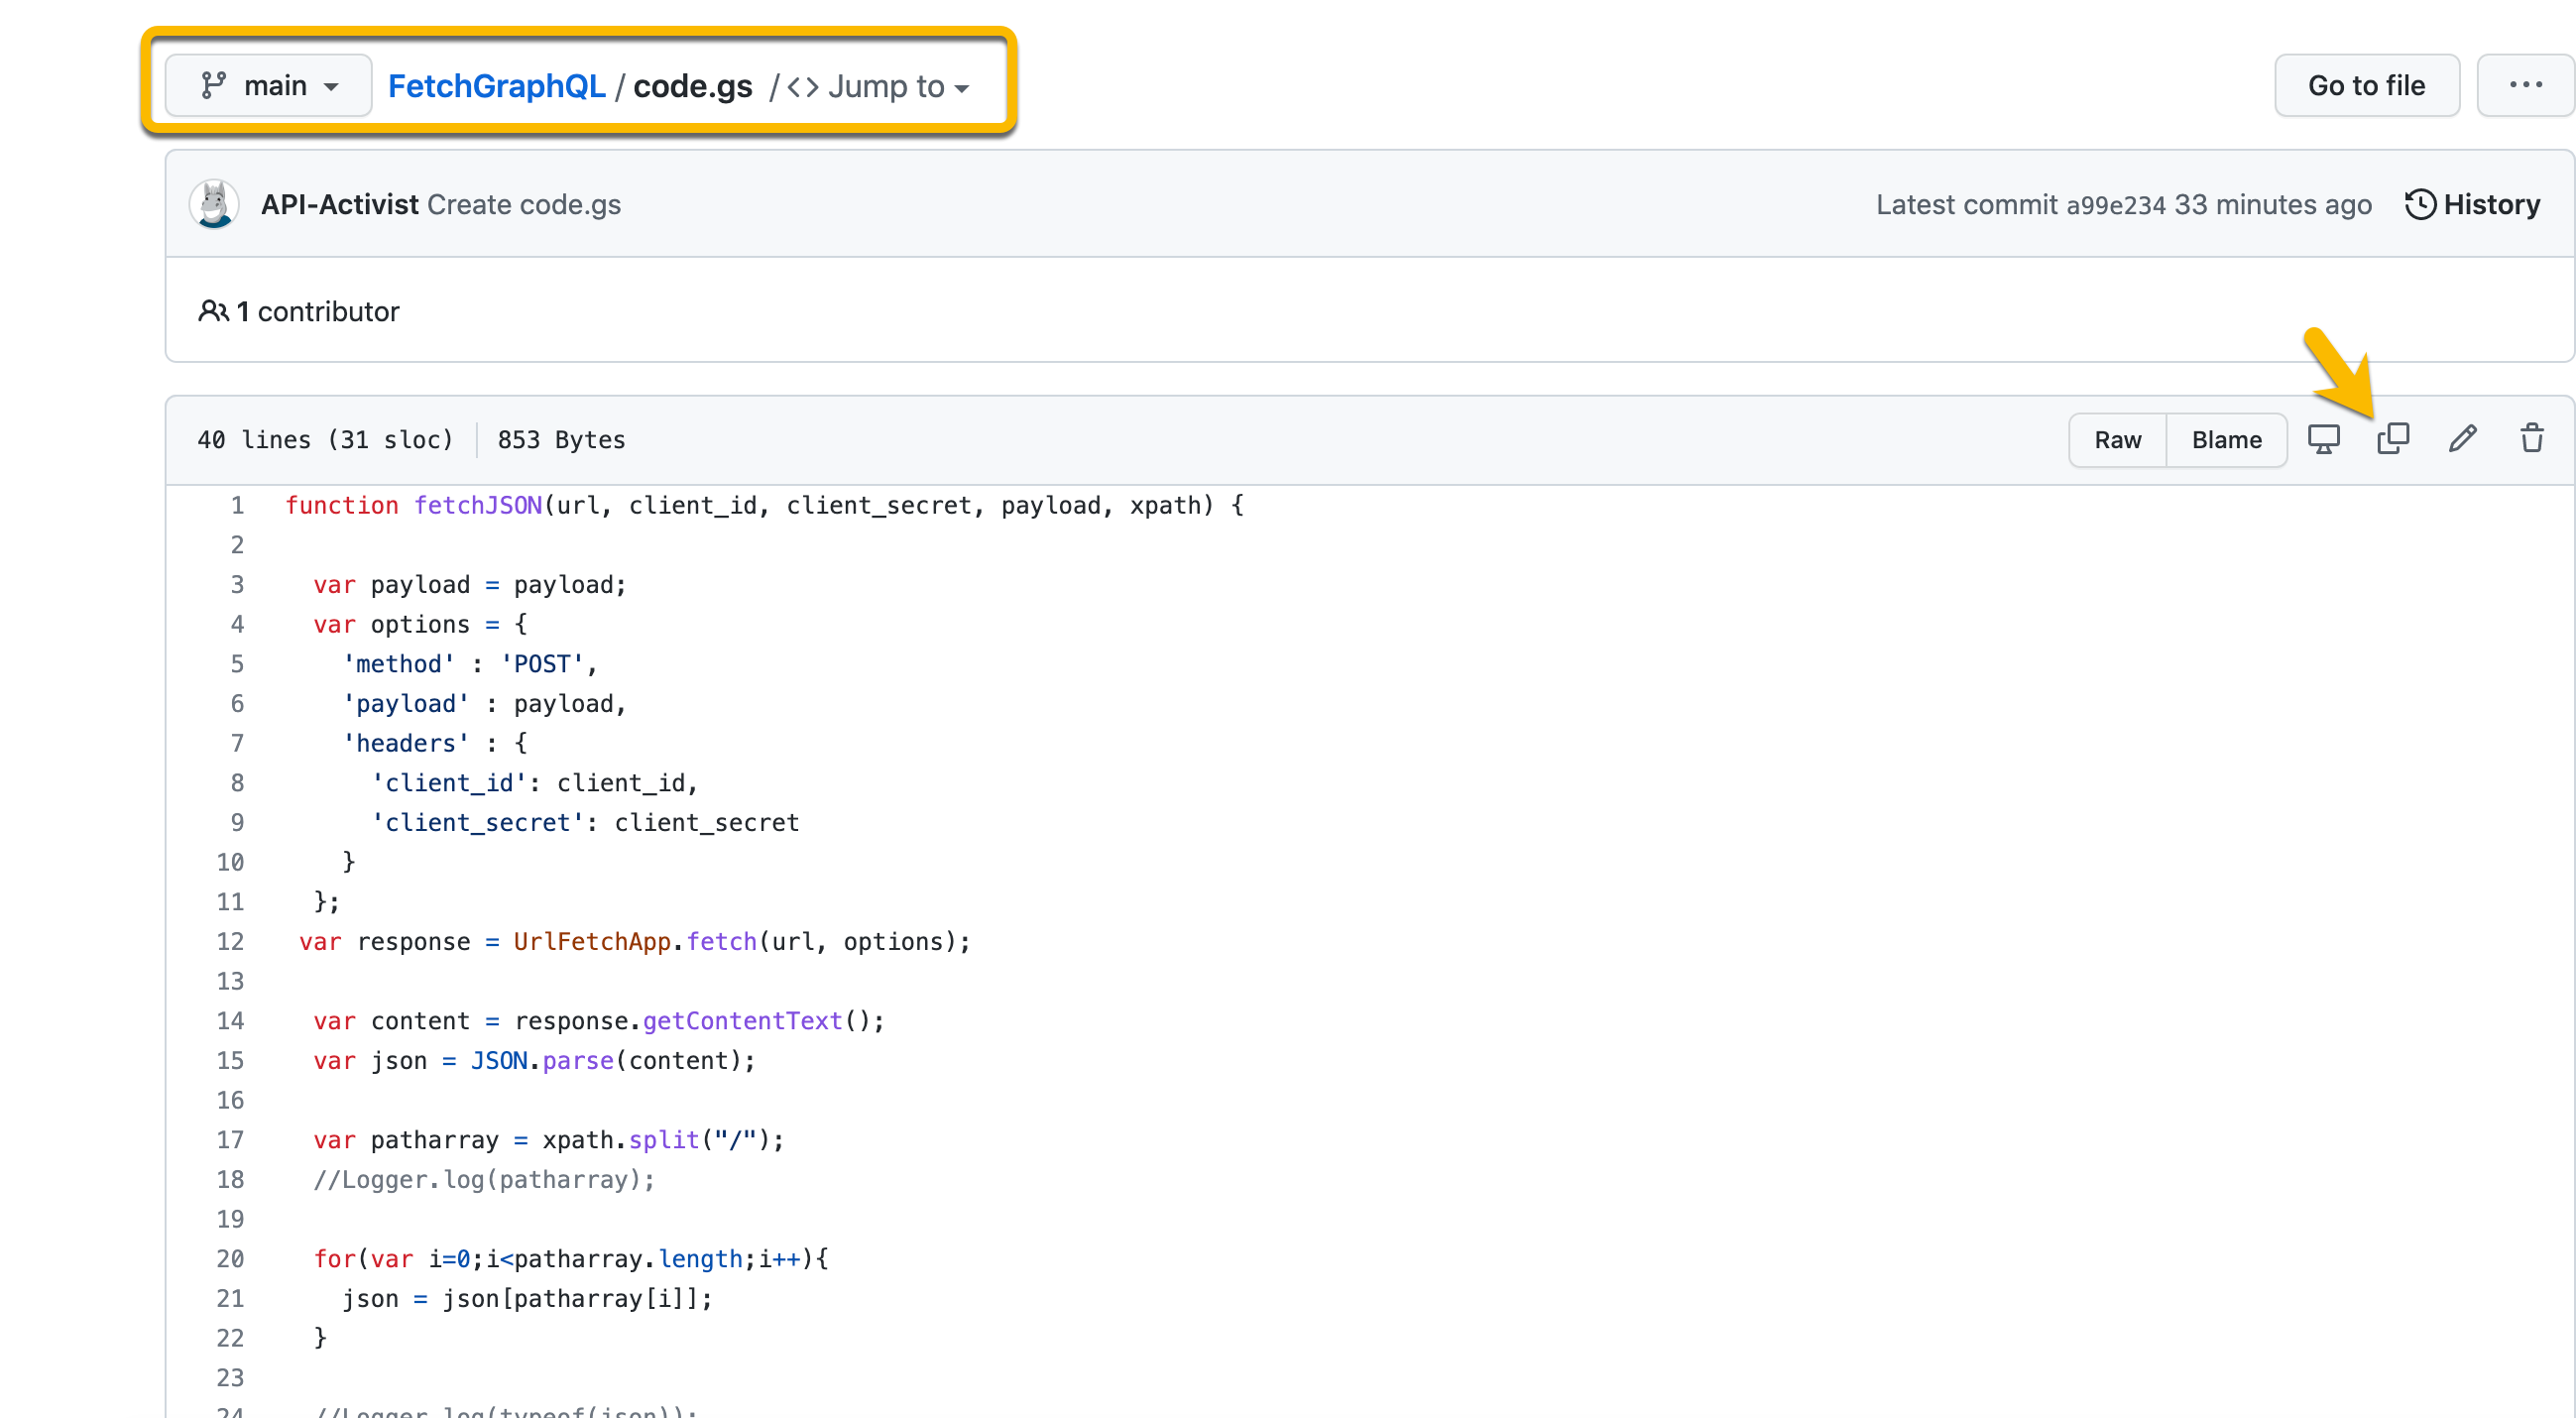 main FetchGraphQL / code.gs / <> Jump to Go to file ...
API-Activist Create code.gs Latest commit a99e234 33 minutes ago History
1 contributor
40 lines (31 sloc) 853 Bytes Raw Blame
1 function fetchJSON(url, client_id, client_secret, payload, xpath) {
2
3 var payload = payload;
4 var options = {
5 'method' : 'POST',
6 'payload' : payload,
7 'headers' : {
8 'client_id': client_id,
9 'client_secret': client_secret
10 }
11 };
12 var response = UrlFetchApp.fetch(url, options);
13
14 var content = response.getContentText();
15 var json = JSON.parse(content);
16
17 var patharray = xpath.split("/");
18 //Logger.log(patharray);
19
20 for(var i=0;i<patharray.length;i++){
21 json = json[patharray[i]];
22 }
23
24 //Logger.log(typeof(json));